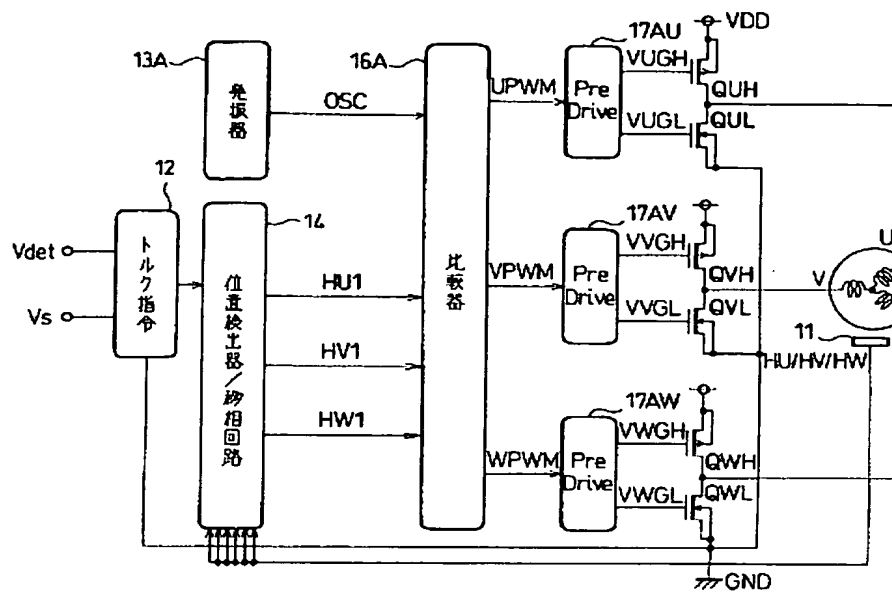 17AU
VDD
13A
16A
VUGH
発振器
OSC
UPWM
Pre
Drive
QUH
VUGL
QUL
12
14
17AV
Vdet
トルク指令
VVGH
U
位置検出器/移相回路
比較器
VPWM
Pre
Drive
QVH
V
Vs
HU1
VVGL
QVL
11
HU/HV/HW
HV1
17AW
HW1
VWGH
WPWM
Pre
Drive
QWH
VWGL
QWL
GND